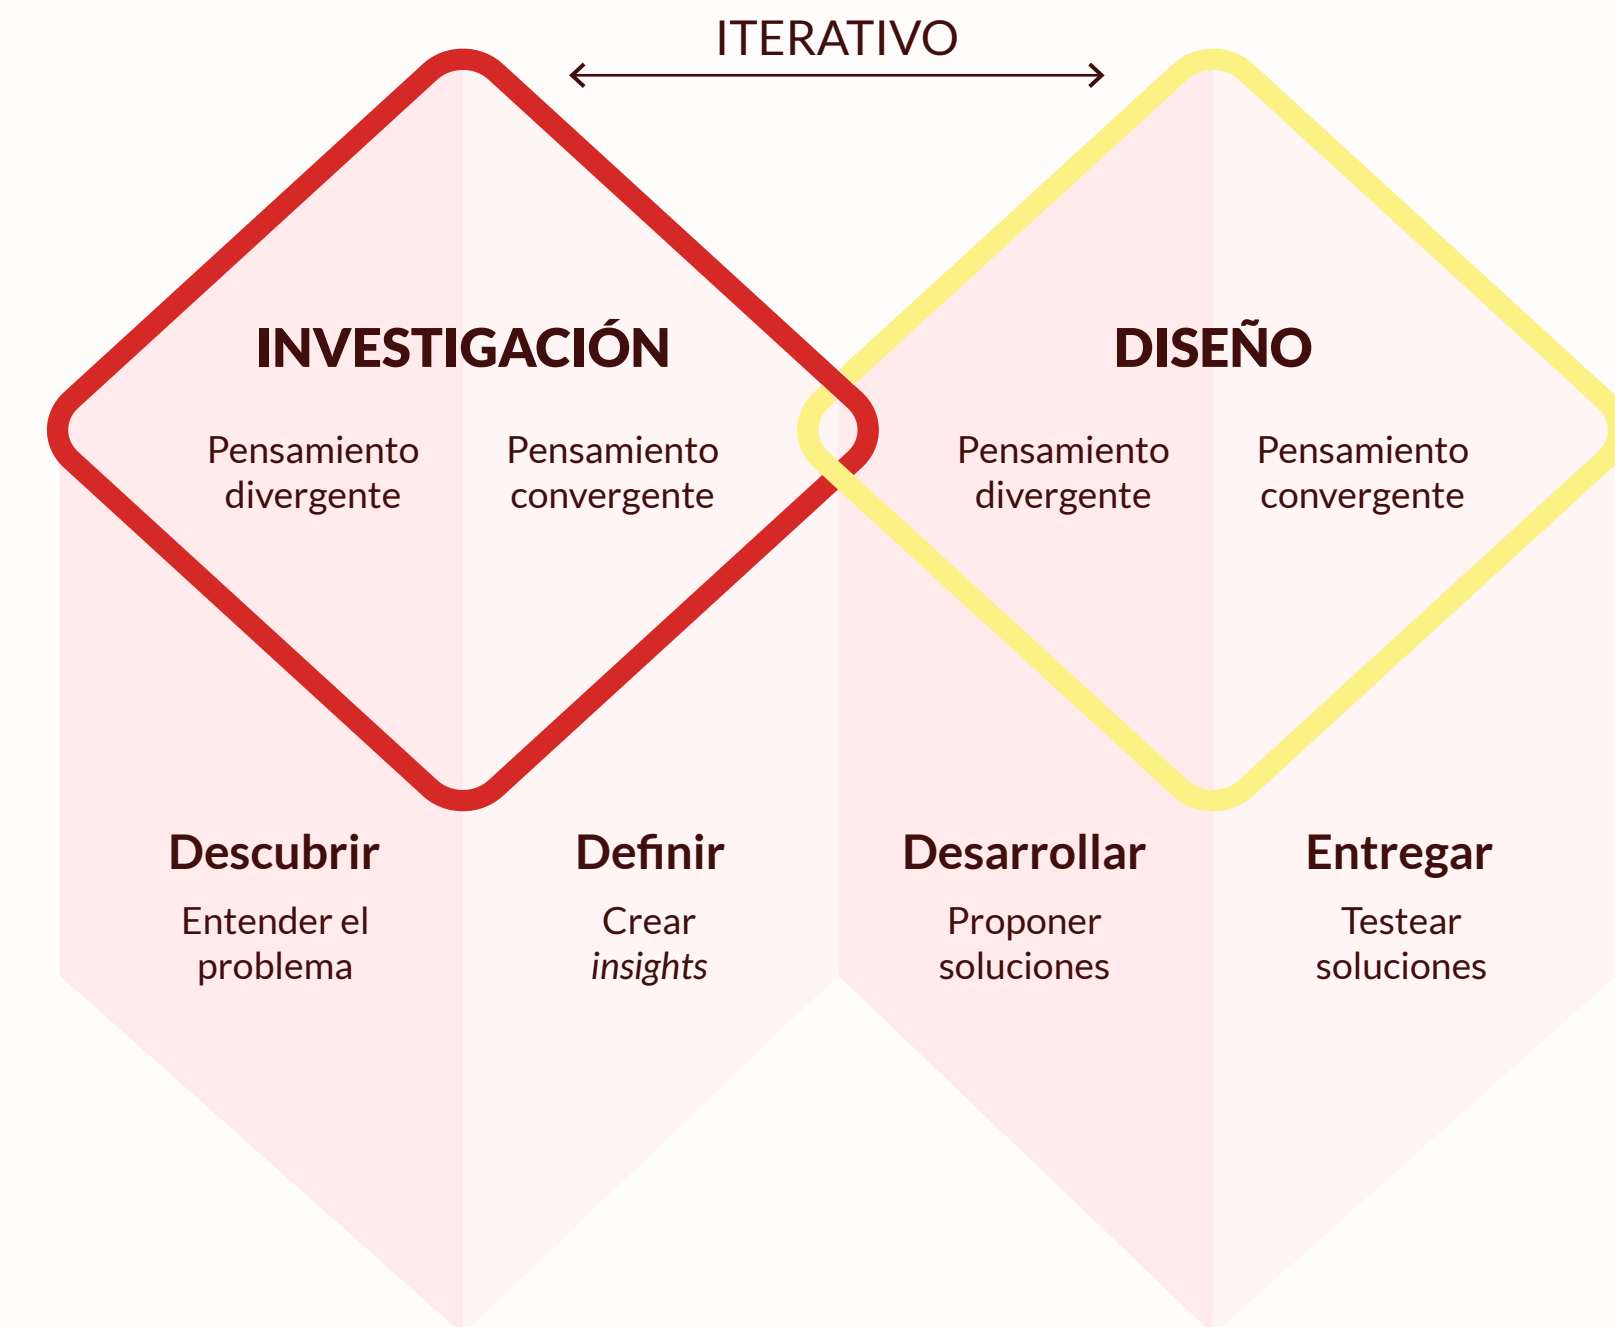 ITERATIVO
INVESTIGACIÓN
Pensamiento
divergente
Pensamiento
convergente
DISEÑO
Pensamiento
divergente
Pensamiento
convergente
Descubrir
Entender el
problema
Definir
Crear
insights
Desarrollar
Proponer
soluciones
Entregar
Testear
soluciones